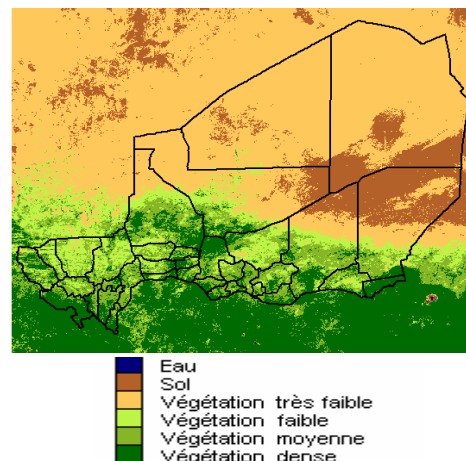 Eau
Sol
Végétation très faible
Végétation faible
Végétation moyenne
Végétation dense